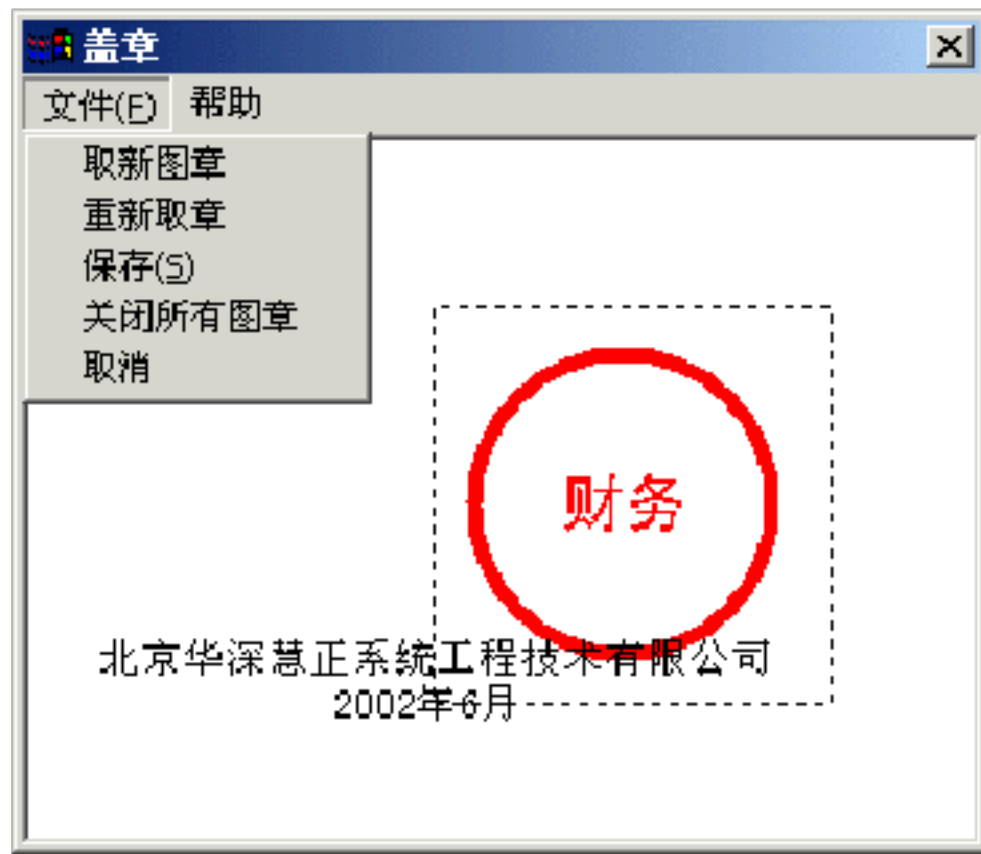 盖章
文件(F) 帮助
取新图章
重新取章
保存(S)
关闭所有图章
取消
财务
北京华深慧正系统工程技术有限公司
2002年6月